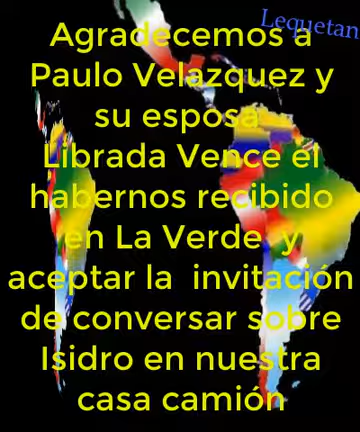 Lequetan
Agradecemos a
Paulo Velazquez y
su esposa
Librada Vence el
habernos recibido
en La Verde y
aceptar la invitación
de conversar sobre
Isidro en nuestra
casa camión